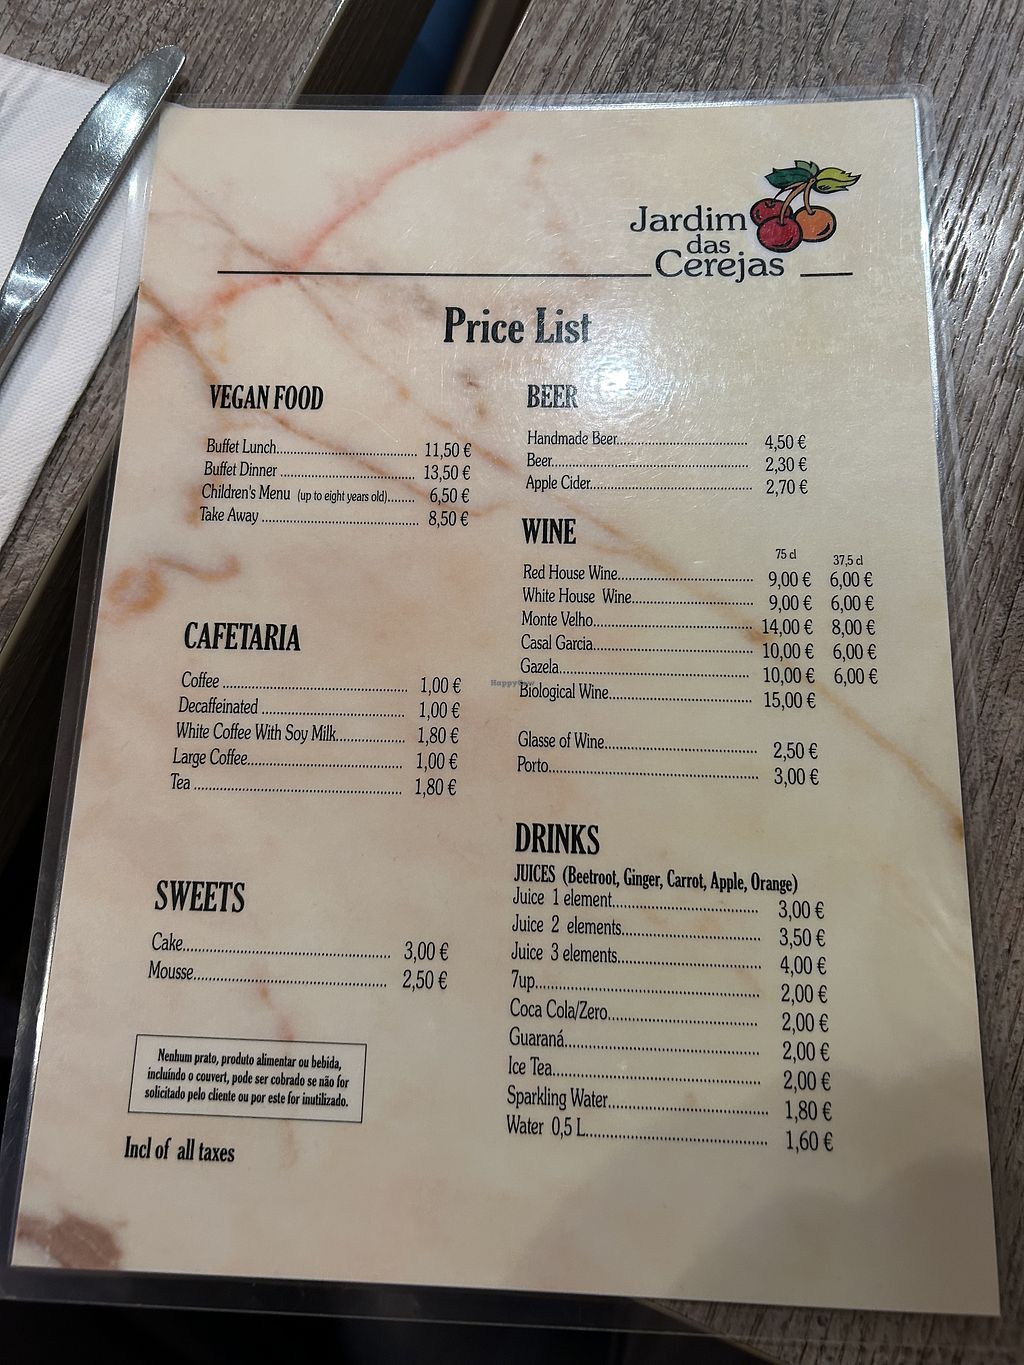 Jardim
das
Cerejas
Price List
VEGAN FOOD
Buffet Lunch.......................................... 11,50 €
Buffet Dinner ........................................ 13,50 €
Children's Menu (up to eight years old)........ 6,50 €
Take Away ............................................... 8,50 €
CAFETARIA
Coffee ....................................................... 1,00 €
Decaffeinated ........................................... 1,00 €
White Coffee With Soy Milk.................... 1,80 €
Large Coffee.............................................. 1,00 €
Tea .............................................................. 1,80 €
SWEETS
Cake.......................................................... 3,00 €
Mousse...................................................... 2,50 €
Nenhum prato, produto alimentar ou bebida,
incluíndo o couvert, pode ser cobrado se não for
solicitado pelo cliente ou por este for inutilizado.
Incl of all taxes
BEER
Handmade Beer....................................... 4,50 €
Beer........................................................... 2,30 €
Apple Cider............................................... 2,70 €
WINE
75 cl 37,5 cl
Red House Wine......................................... 9,00 € 6,00 €
White House Wine.................................... 9,00 € 6,00 €
Monte Velho................................................ 14,00 € 8,00 €
Casal Garcia................................................ 10,00 € 6,00 €
Gazela......................................................... 10,00 € 6,00 €
Biological Wine........................................... 15,00 €
Glasse of Wine.............................................. 2,50 €
Porto............................................................ 3,00 €
DRINKS
JUICES (Beetroot, Ginger, Carrot, Apple, Orange)
Juice 1 element........................................... 3,00 €
Juice 2 elements......................................... 3,50 €
Juice 3 elements.......................................... 4,00 €
7up............................................................... 2,00 €
Coca Cola/Zero............................................ 2,00 €
Guaraná........................................................ 2,00 €
Ice Tea.......................................................... 2,00 €
Sparkling Water............................................ 1,80 €
Water 0,5 L.................................................. 1,60 €
HappyCow